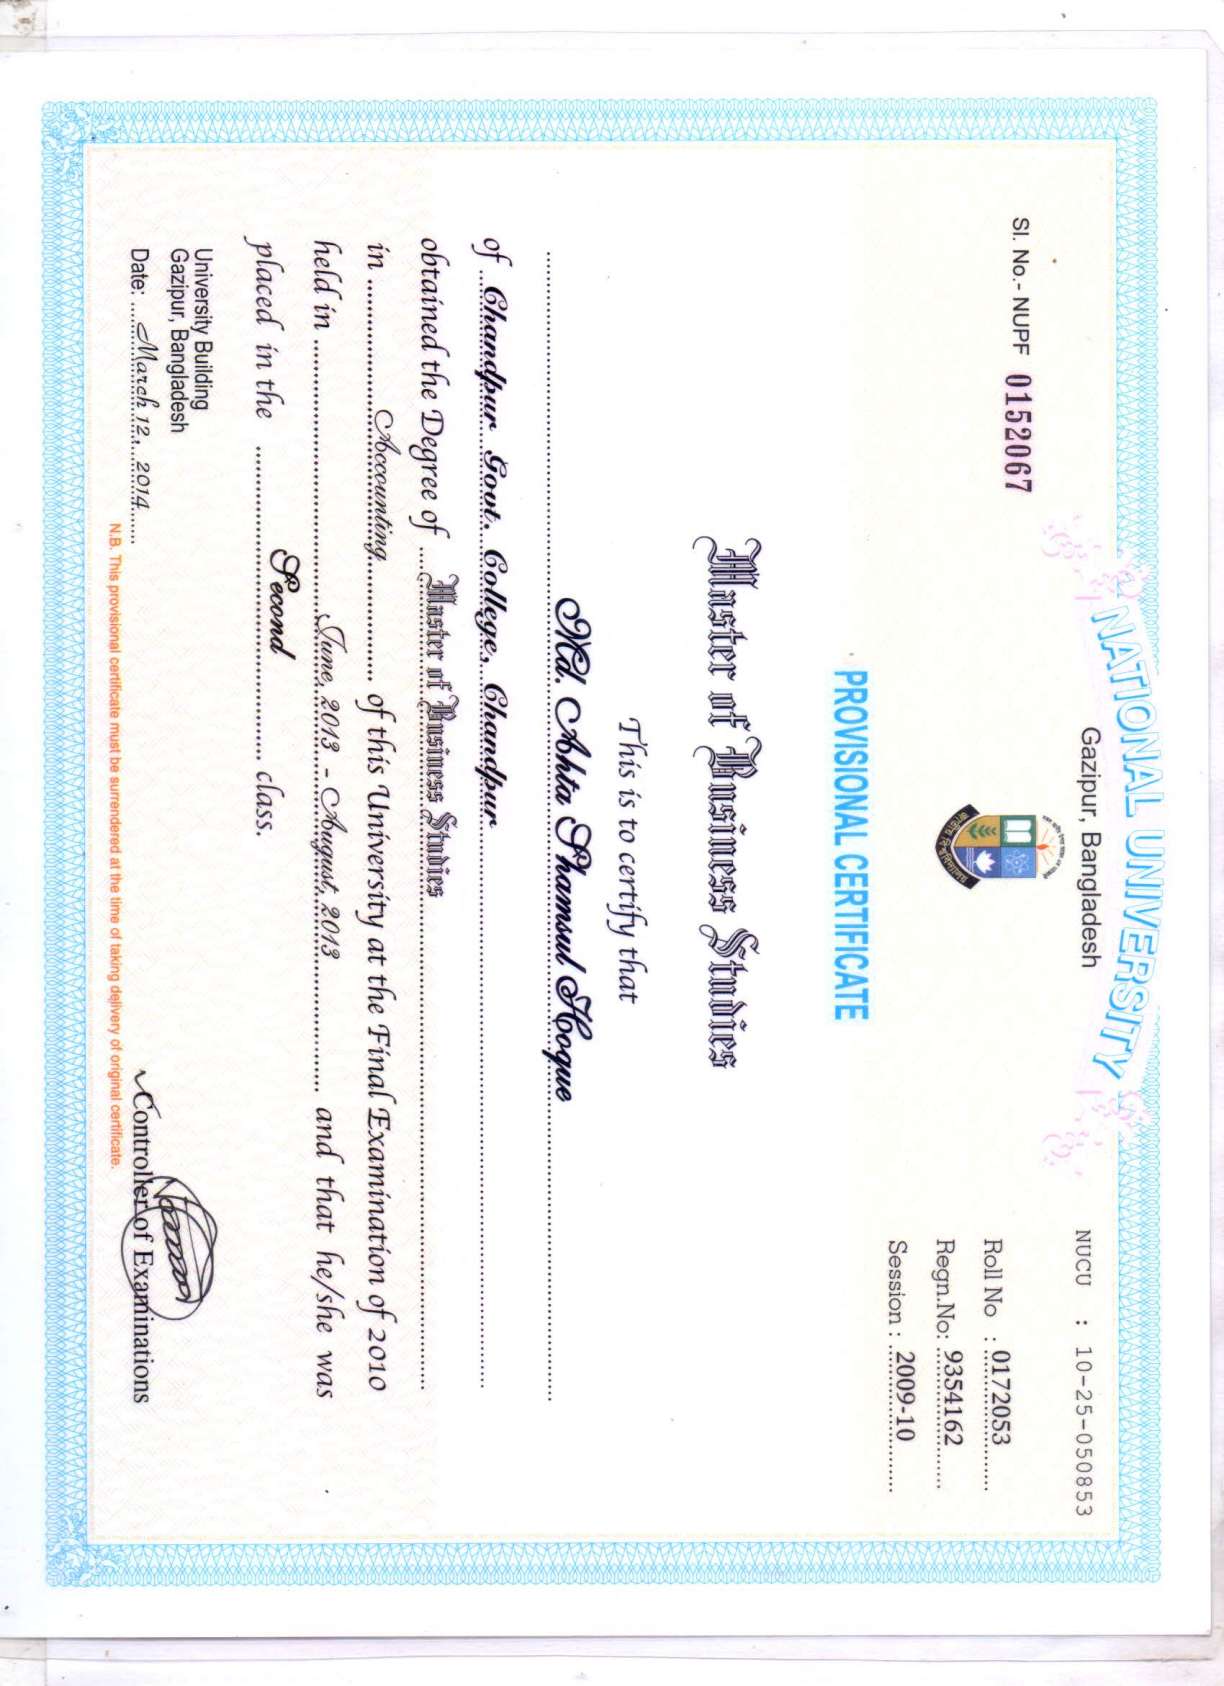 NATIONAL UNIVERSITY
Gazipur, Bangladesh
NUCU : 10-25-050853
Sl. No.- NUPF 0152067
Roll No : 0172053
Regn.No: 9354162
Session : 2009-10
PROVISIONAL CERTIFICATE
Master of Business Studies
This is to certify that
Md. Ahta Shamsul Hoque
of Chandpur Govt. College, Chandpur
obtained the Degree of Master of Business Studies
in Accounting of this University at the Final Examination of 2010
held in June, 2013 - August, 2013 and that he/she was
placed in the Second class.
University Building
Gazipur, Bangladesh
Date: March 12, 2014
Controller of Examinations
N.B. This provisional certificate must be surrendered at the time of taking delivery of original certificate.